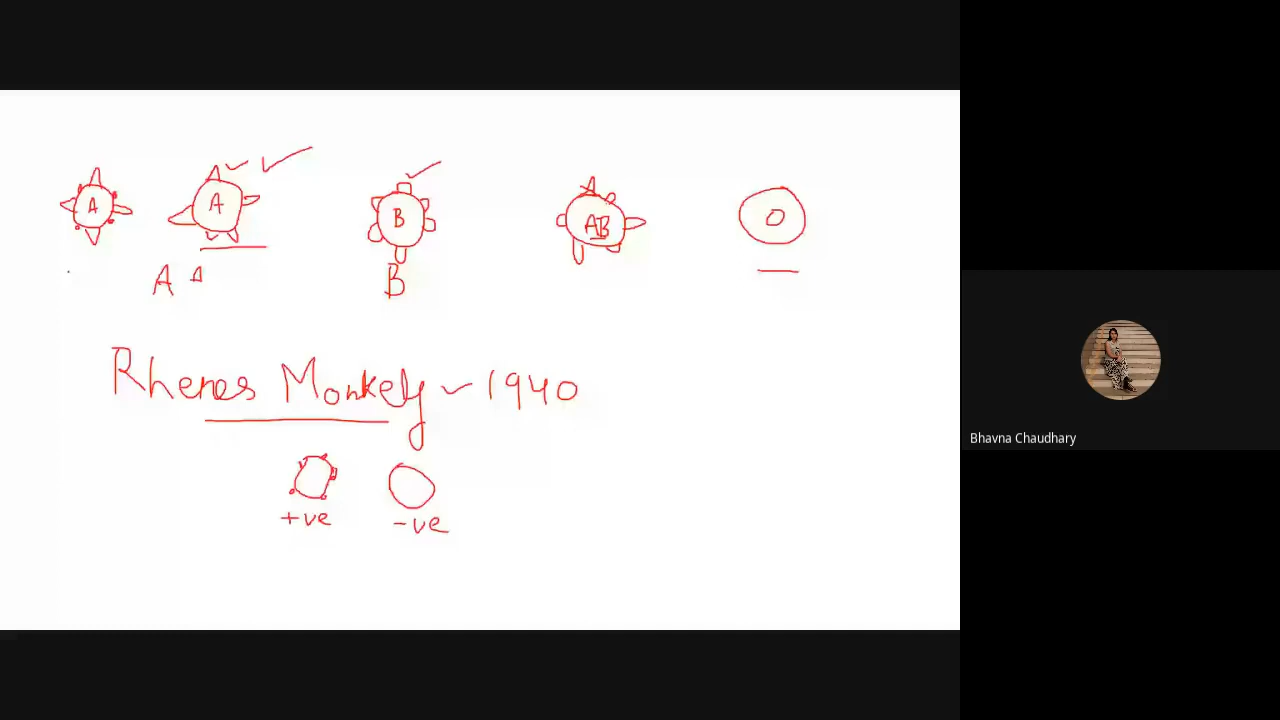 A A B AB O
A A B
Rhenes Monkey - 1940
+ve -ve
Bhavna Chaudhary